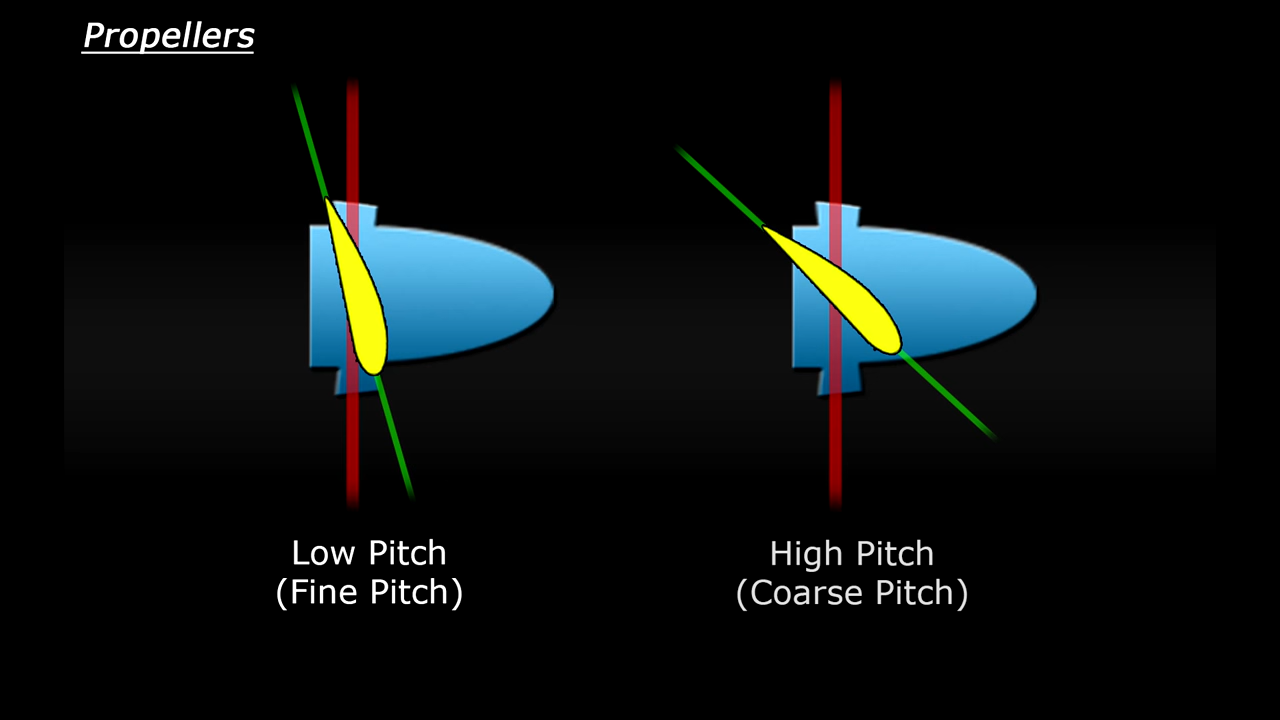 Propellers
Low Pitch
(Fine Pitch)
High Pitch
(Coarse Pitch)